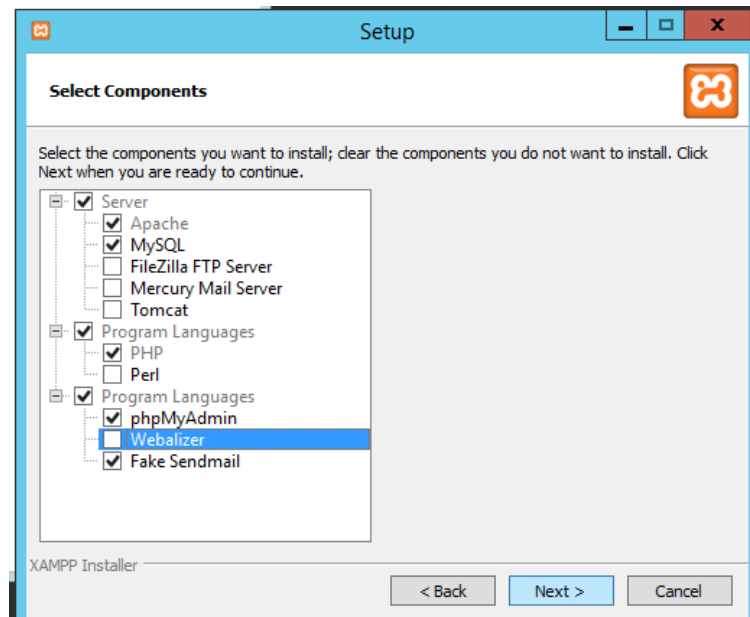 Setup
Select Components
Select the components you want to install; clear the components you do not want to install. Click
Next when you are ready to continue.
Server
Apache
MySQL
FileZilla FTP Server
Mercury Mail Server
Tomcat
Program Languages
PHP
Perl
Program Languages
phpMyAdmin
Webalizer
Fake Sendmail
XAMPP Installer
< Back Next > Cancel